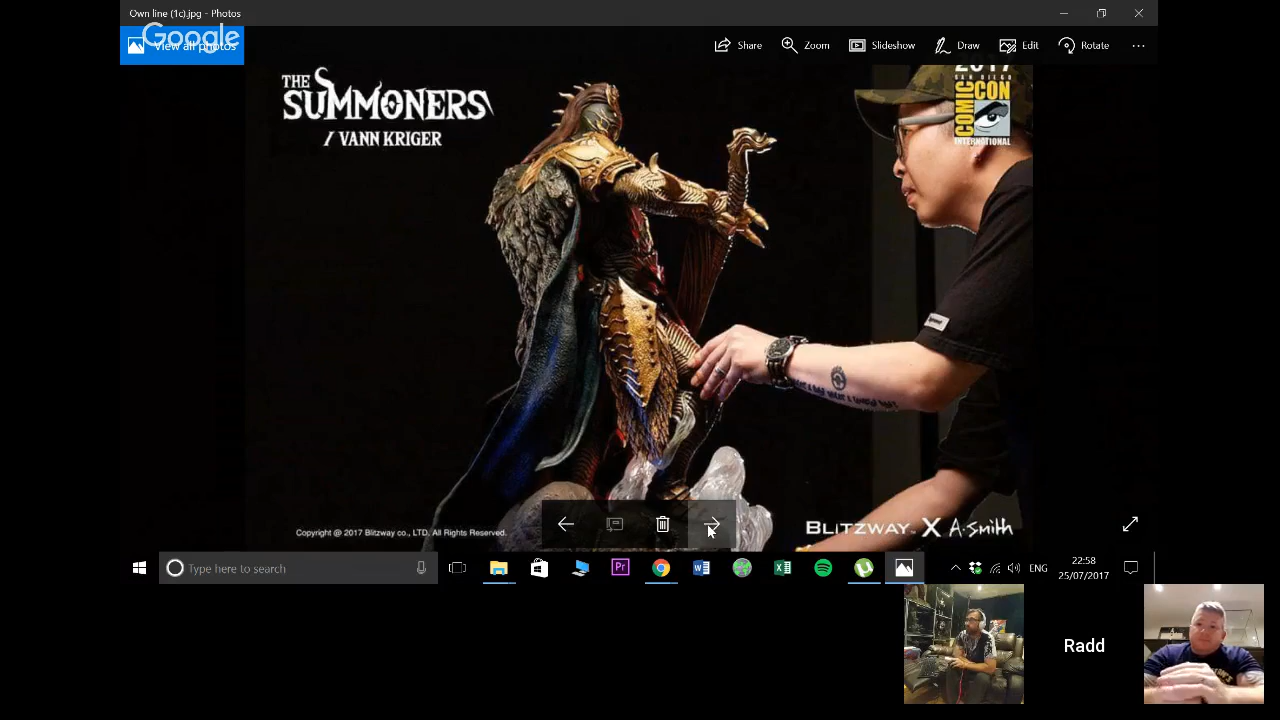 Own line (1c).jpg - Photos
Google
View all photos
Share
Zoom
Slideshow
Draw
Edit
Rotate
THE
SUMMONERS
/ VANN KRIGER
2017
SAN DIEGO
COMIC CON
INTERNATIONAL
Copyright @ 2017 Blitzway co., LTD. All Rights Reserved.
BLITZWAY™ X A.Smith
Type here to search
Pr
ENG
22:58
25/07/2017
Radd